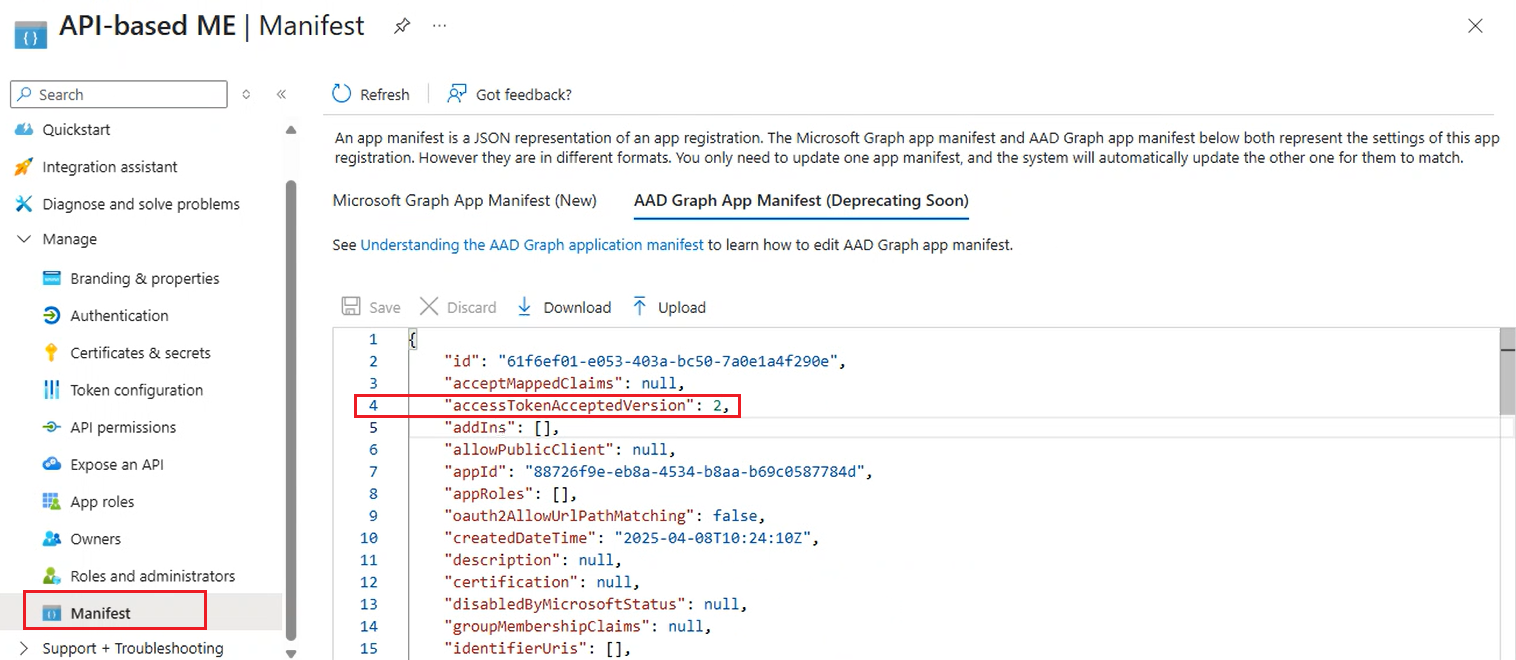 API-based ME | Manifest
Search
Quickstart
Integration assistant
Diagnose and solve problems
Manage
Branding & properties
Authentication
Certificates & secrets
Token configuration
API permissions
Expose an API
App roles
Owners
Roles and administrators
Manifest
Support + Troubleshooting
Refresh
Got feedback?
An app manifest is a JSON representation of an app registration. The Microsoft Graph app manifest and AAD Graph app manifest below both represent the settings of this app
registration. However they are in different formats. You only need to update one app manifest, and the system will automatically update the other one for them to match.
Microsoft Graph App Manifest (New)
AAD Graph App Manifest (Deprecating Soon)
See Understanding the AAD Graph application manifest to learn how to edit AAD Graph app manifest.
Save
Discard
Download
Upload
1 {
2 "id": "61f6ef01-e053-403a-bc50-7a0e1a4f290e",
3 "acceptMappedClaims": null,
4 "accessTokenAcceptedVersion": 2,
5 "addIns": [],
6 "allowPublicClient": null,
7 "appId": "88726f9e-eb8a-4534-b8aa-b69c0587784d",
8 "appRoles": [],
9 "oauth2AllowUrlPathMatching": false,
10 "createdDateTime": "2025-04-08T10:24:10Z",
11 "description": null,
12 "certification": null,
13 "disabledByMicrosoftStatus": null,
14 "groupMembershipClaims": null,
15 "identifierUris": [],